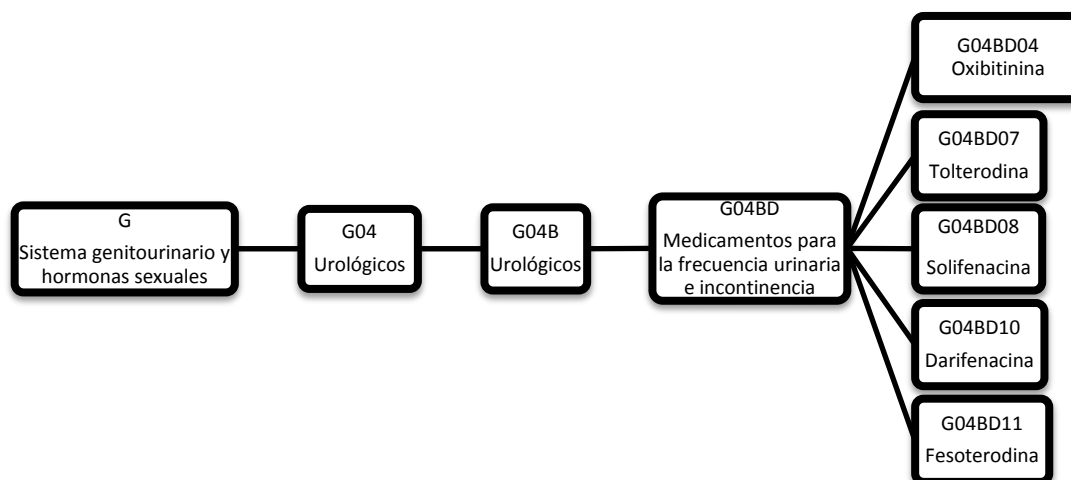 G
Sistema genitourinario y
hormonas sexuales
G04
Urológicos
G04B
Urológicos
G04BD
Medicamentos para
la frecuencia urinaria
e incontinencia
G04BD04
Oxibitinina
G04BD07
Tolterodina
G04BD08
Solifenacina
G04BD10
Darifenacina
G04BD11
Fesoterodina